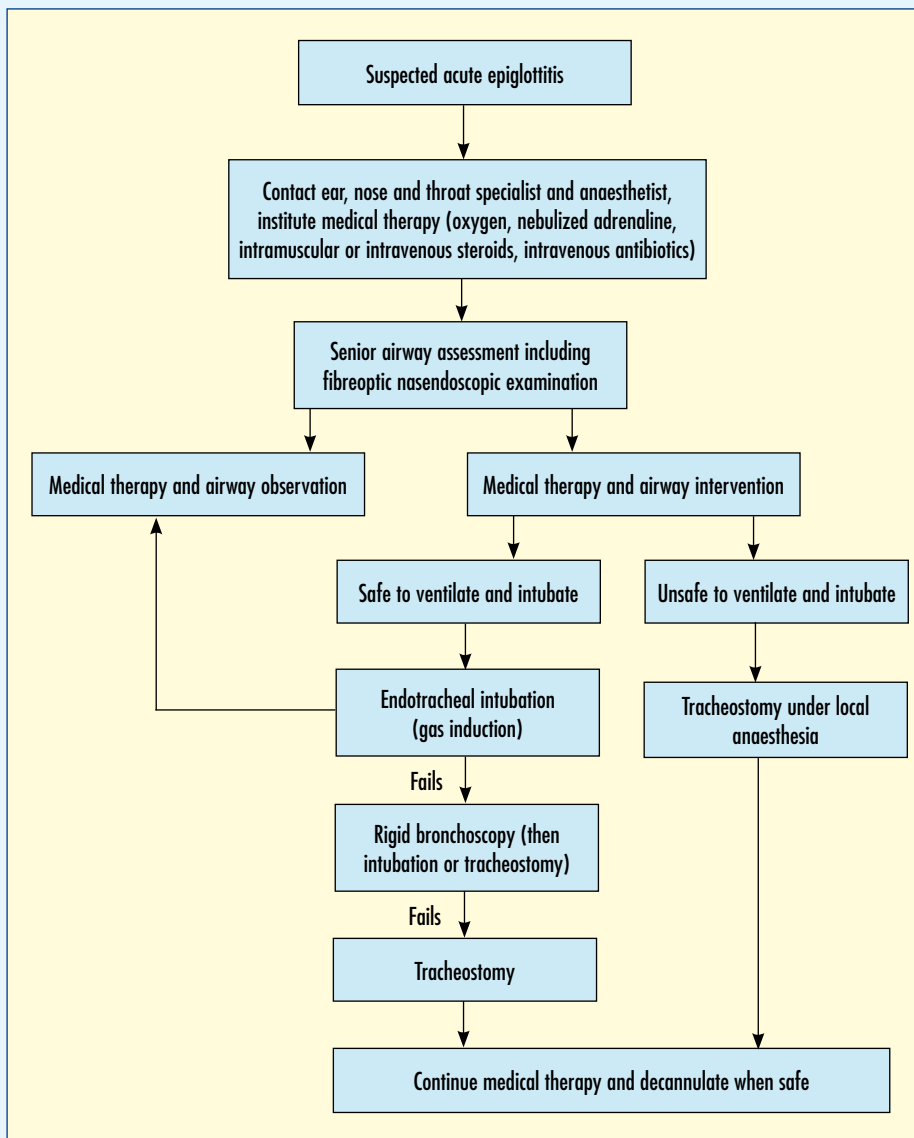 Suspected acute epiglottitis
Contact ear, nose and throat specialist and anaesthetist,
institute medical therapy (oxygen, nebulized adrenaline,
intramuscular or intravenous steroids, intravenous antibiotics)
Senior airway assessment including
fibreoptic nasendoscopic examination
Medical therapy and airway observation
Medical therapy and airway intervention
Safe to ventilate and intubate
Unsafe to ventilate and intubate
Endotracheal intubation
(gas induction)
Tracheostomy under local
anaesthesia
Fails
Rigid bronchoscopy (then
intubation or tracheostomy)
Fails
Tracheostomy
Continue medical therapy and decannulate when safe